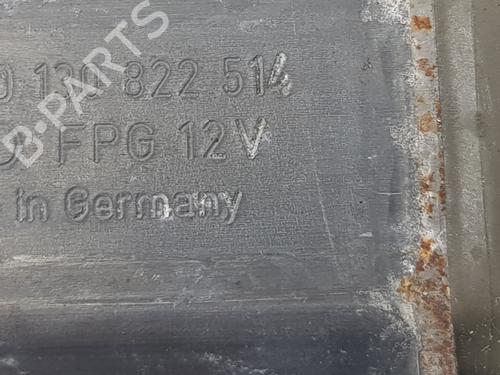 B-PARTS
0 130 822 514
FPG 12V
in Germany